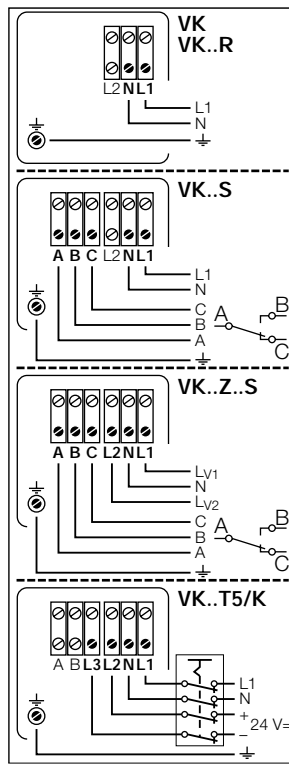 VK
VK..R
L2 N L1
L1
N
VK..S
A B C L2 N L1
L1
N
C
B
A
A
B
C
VK..Z..S
A B C L2 N L1
LV1
N
LV2
C
B
A
A
B
C
VK..T5/K
A B L3 L2 N L1
L1
N
+
24 V=
–